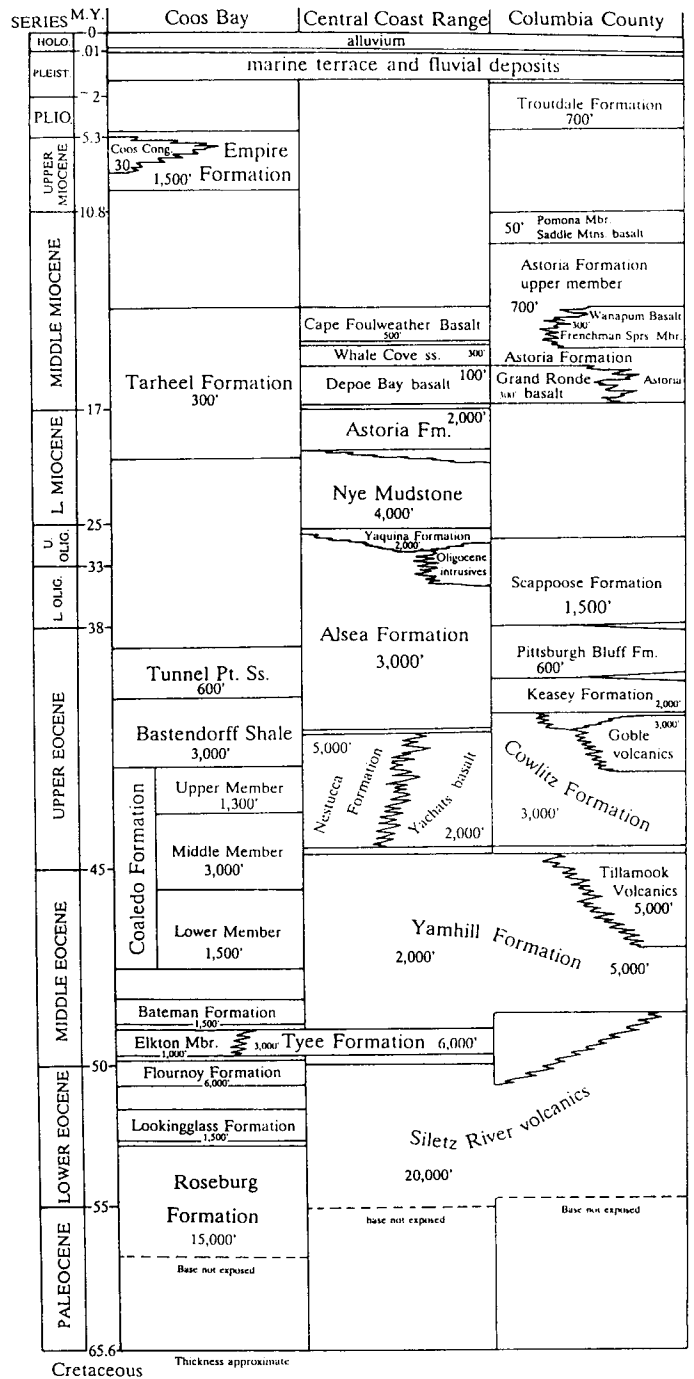 SERIES M.Y. Coos Bay Central Coast Range Columbia County
0
HOLO. alluvium
.01
PLEIST. marine terrace and fluvial deposits
~2
PLIO. Troutdale Formation
700'
5.3
UPPER MIOCENE
Coos Cong. Empire
30 Formation
1,500'
10.8
50' Pomona Mbr.
Saddle Mtns. basalt
MIDDLE MIOCENE
Astoria Formation
upper member
700'
Wanapum Basalt
300'
Frenchman Sprs Mbr.
Cape Foulweather Basalt
500'
Whale Cove ss. 300'
Astoria Formation
Tarheel Formation
300'
Depoe Bay basalt 100'
Grand Ronde Astoria
300' basalt
17
L. MIOCENE
Astoria Fm. 2,000'
Nye Mudstone
4,000'
25
U. OLIG.
Yaquina Formation
2,000'
Oligocene
intrusives
33
L OLIG.
Scappoose Formation
1,500'
38
Alsea Formation
3,000'
UPPER EOCENE
Tunnel Pt. Ss.
600'
Pittsburgh Bluff Fm.
600'
Keasey Formation 2,000'
Bastendorff Shale
3,000'
5,000'
Nestucca Formation
Yachats basalt
2,000'
3,000'
Goble
volcanics
Cowlitz Formation
3,000'
Coaledo Formation
Upper Member
1,300'
Middle Member
3,000'
45
MIDDLE EOCENE
Lower Member
1,500'
Tillamook
Volcanics
5,000'
Yamhill Formation
2,000'
5,000'
Bateman Formation
1,500'
Elkton Mbr.
1,000'
3,000' Tyee Formation 6,000'
50
LOWER EOCENE
Flournoy Formation
6,000'
Lookingglass Formation
1,500'
Siletz River volcanics
20,000'
Roseburg
Formation
15,000'
55
PALEOCENE
base not exposed
Base not exposed
Base not exposed
65.6
Cretaceous
Thickness approximate